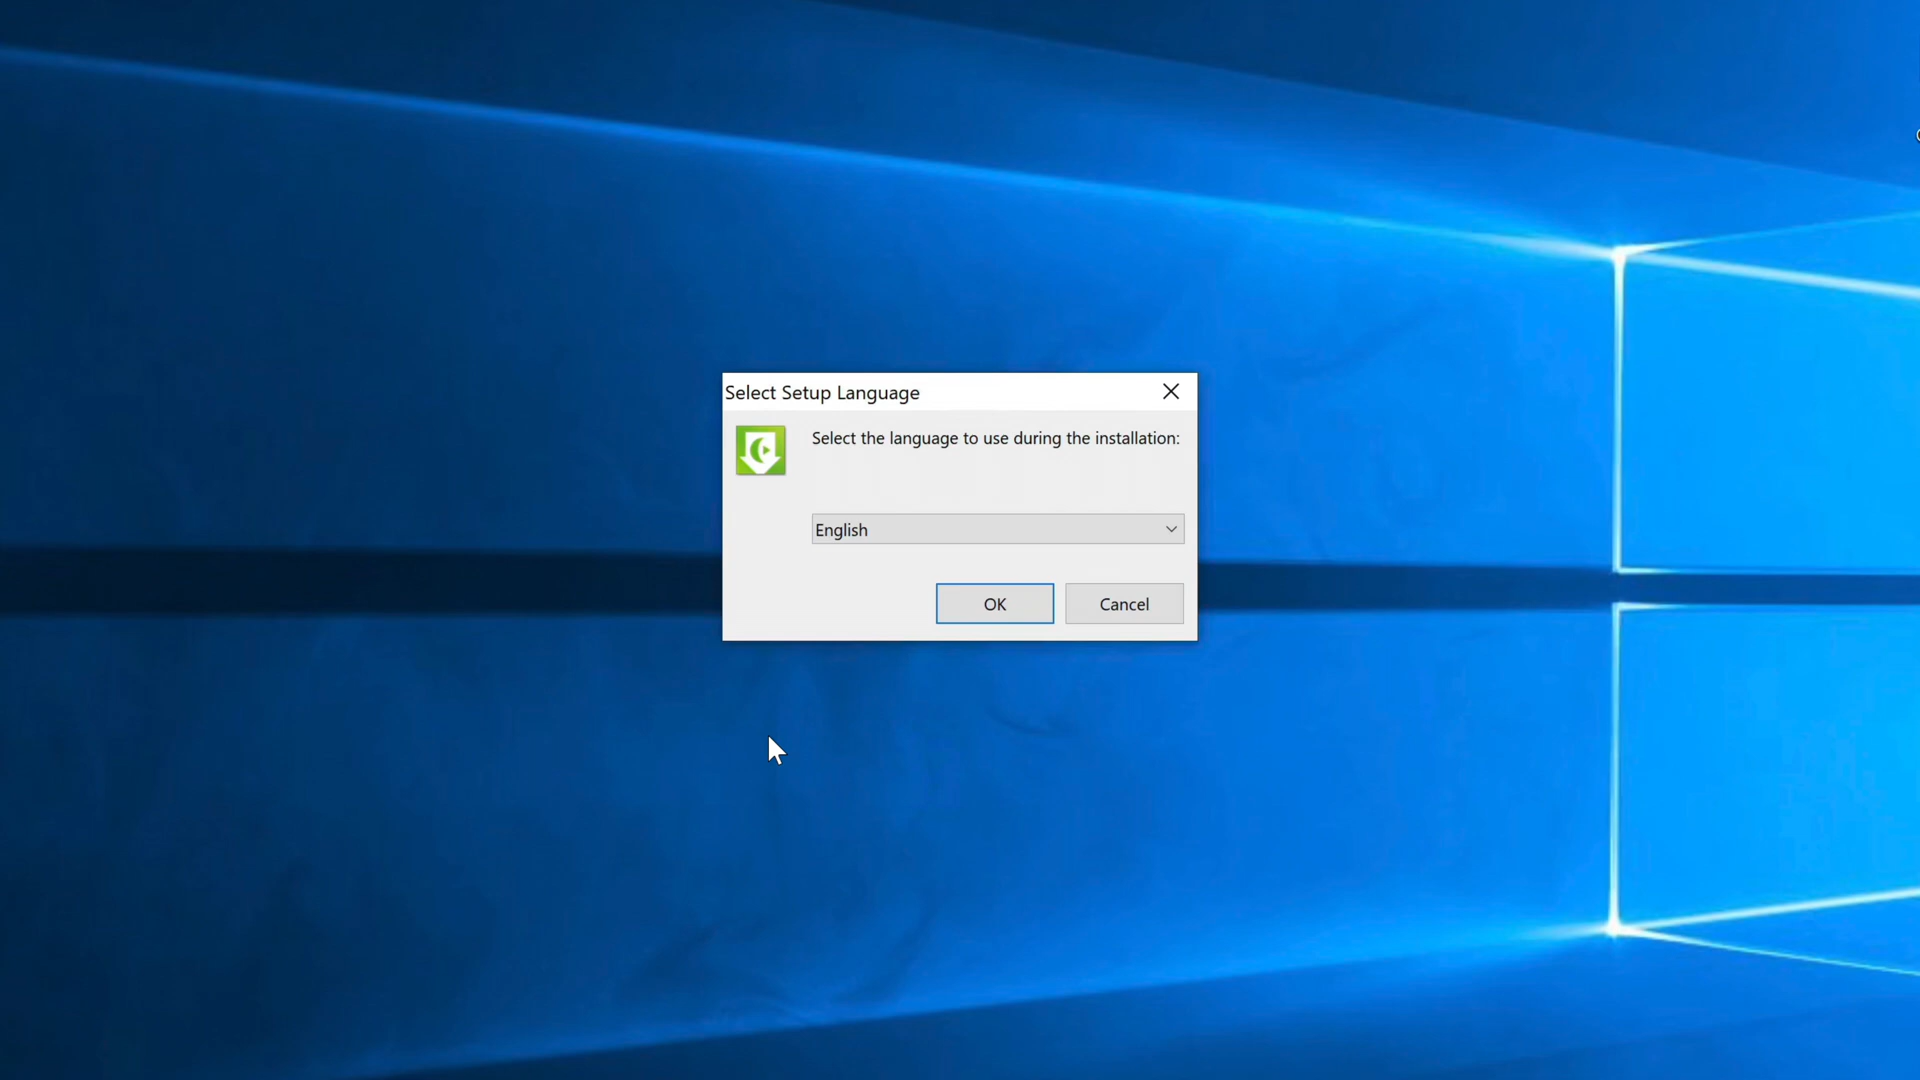 Select Setup Language
Select the language to use during the installation:
English
OK
Cancel